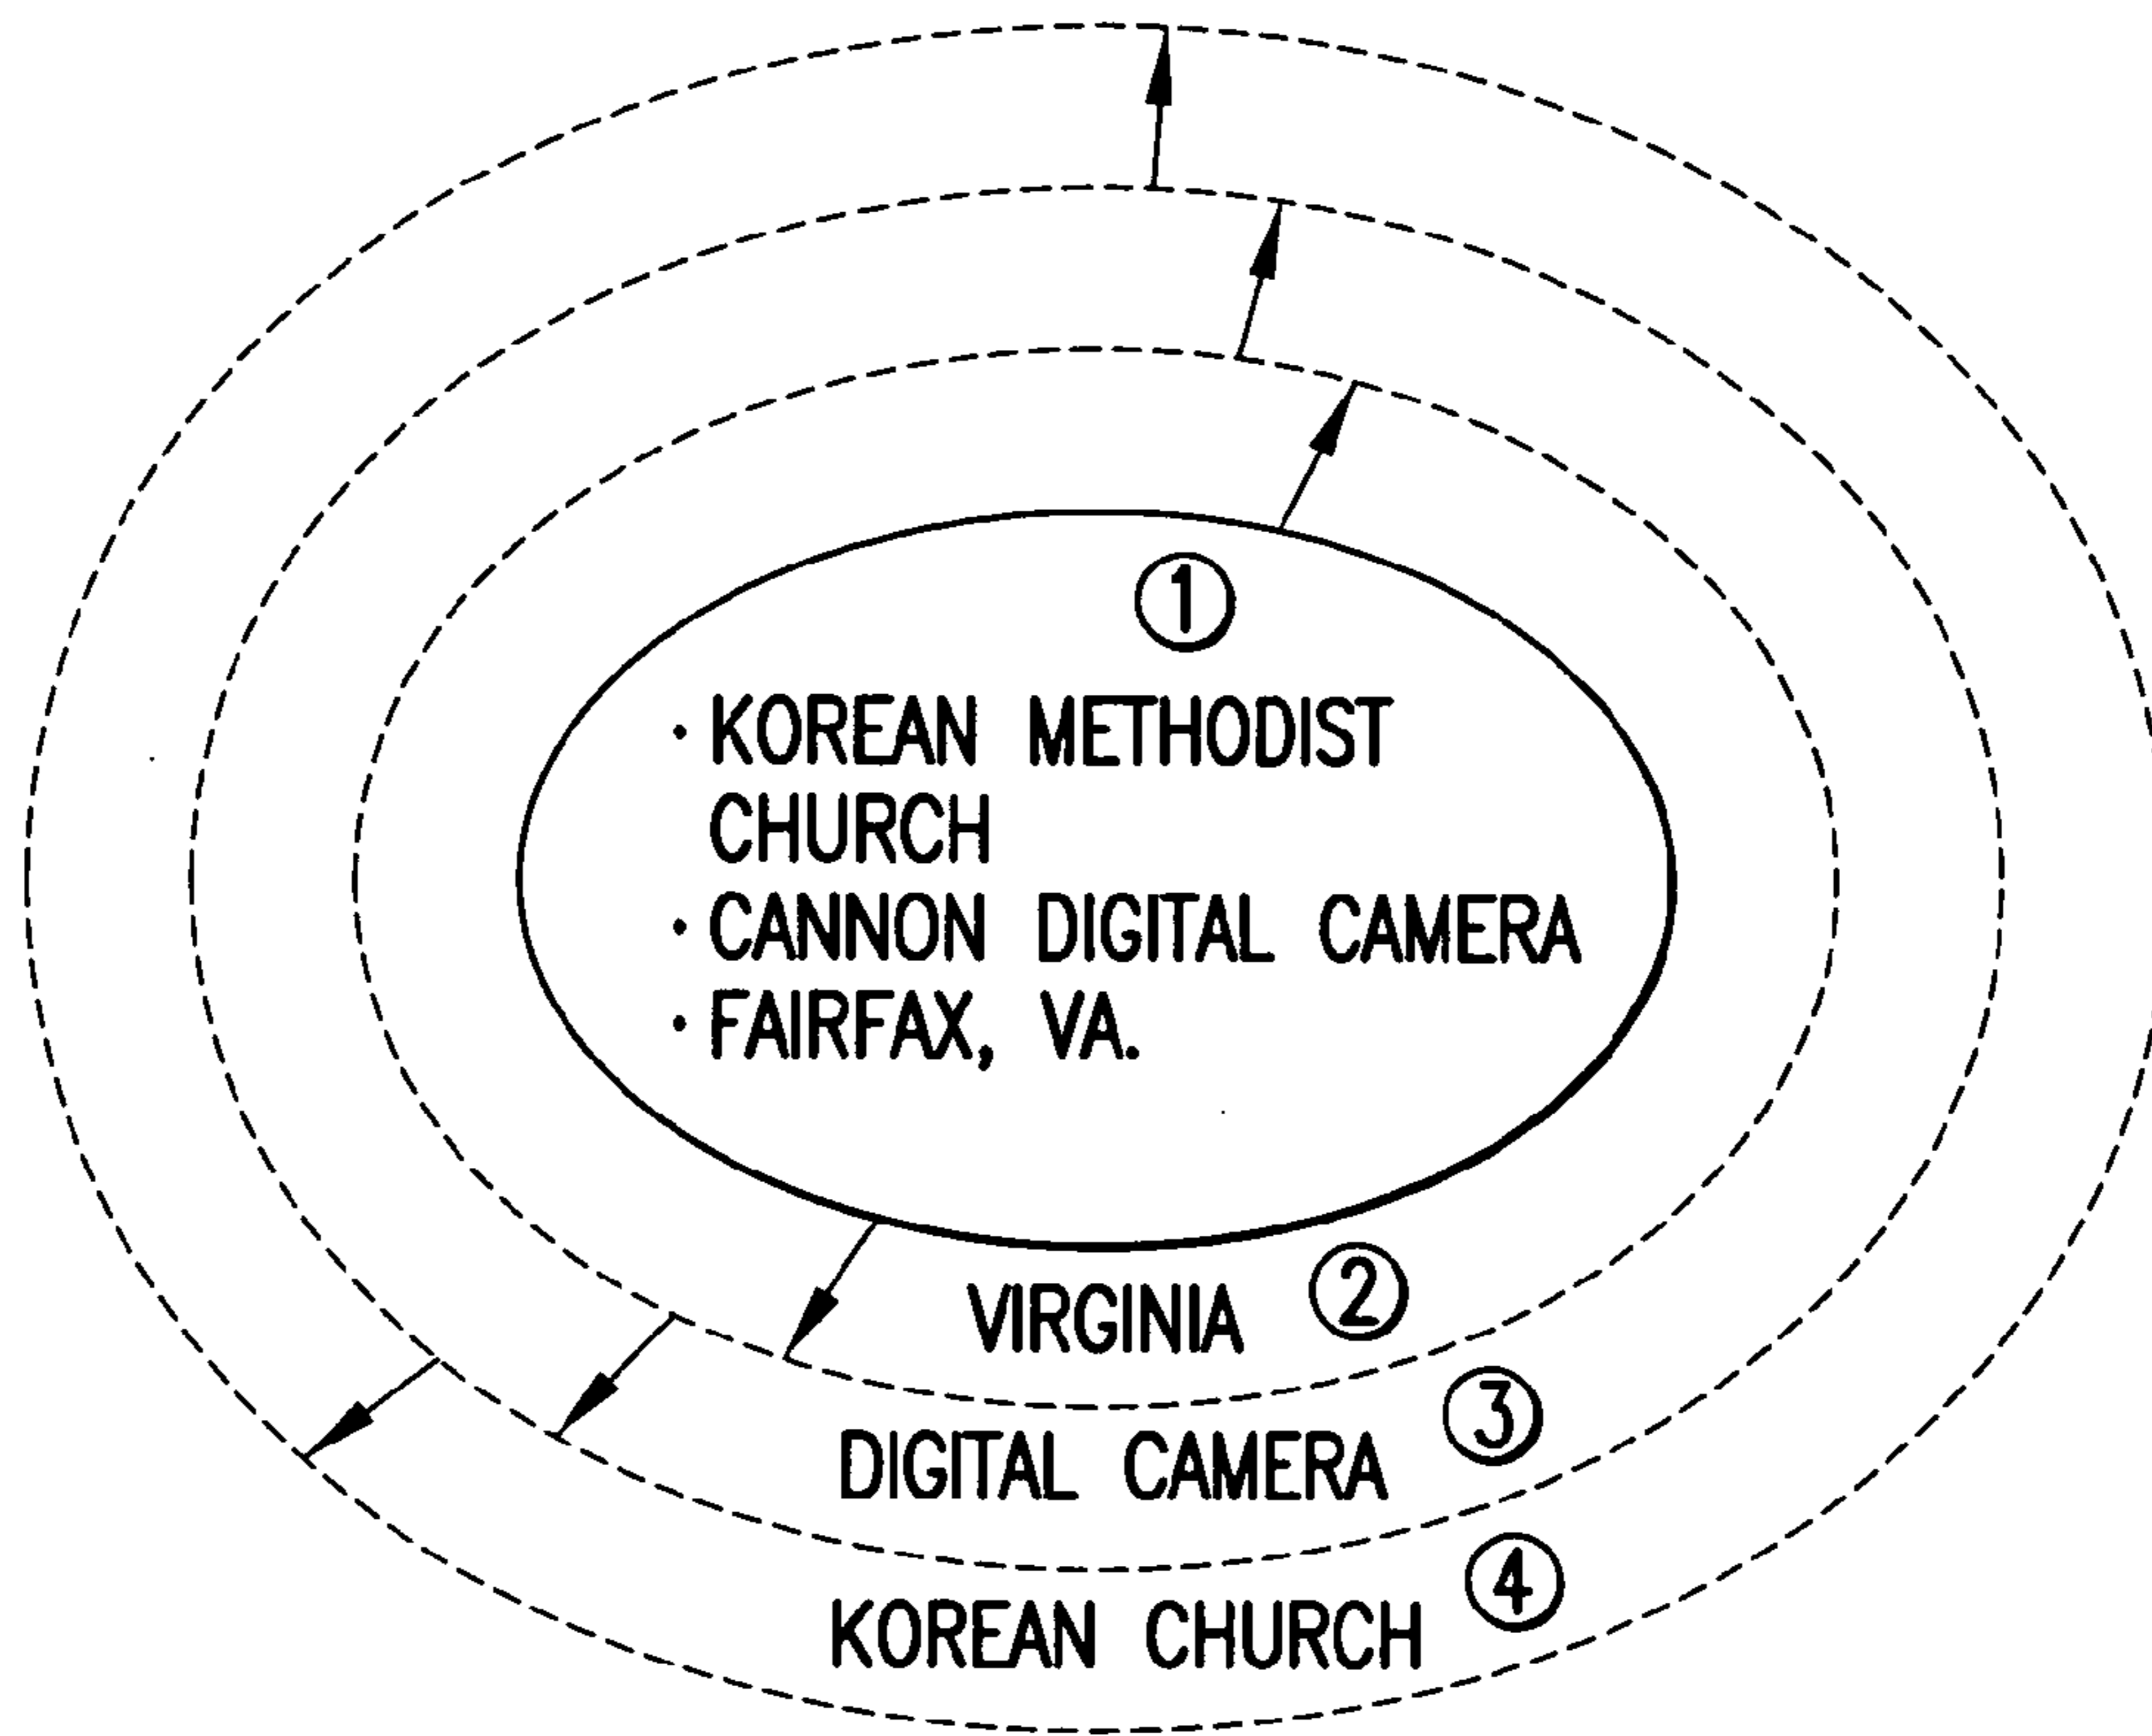 ①
· KOREAN METHODIST
CHURCH
· CANNON DIGITAL CAMERA
· FAIRFAX, VA.
VIRGINIA ②
DIGITAL CAMERA ③
KOREAN CHURCH ④